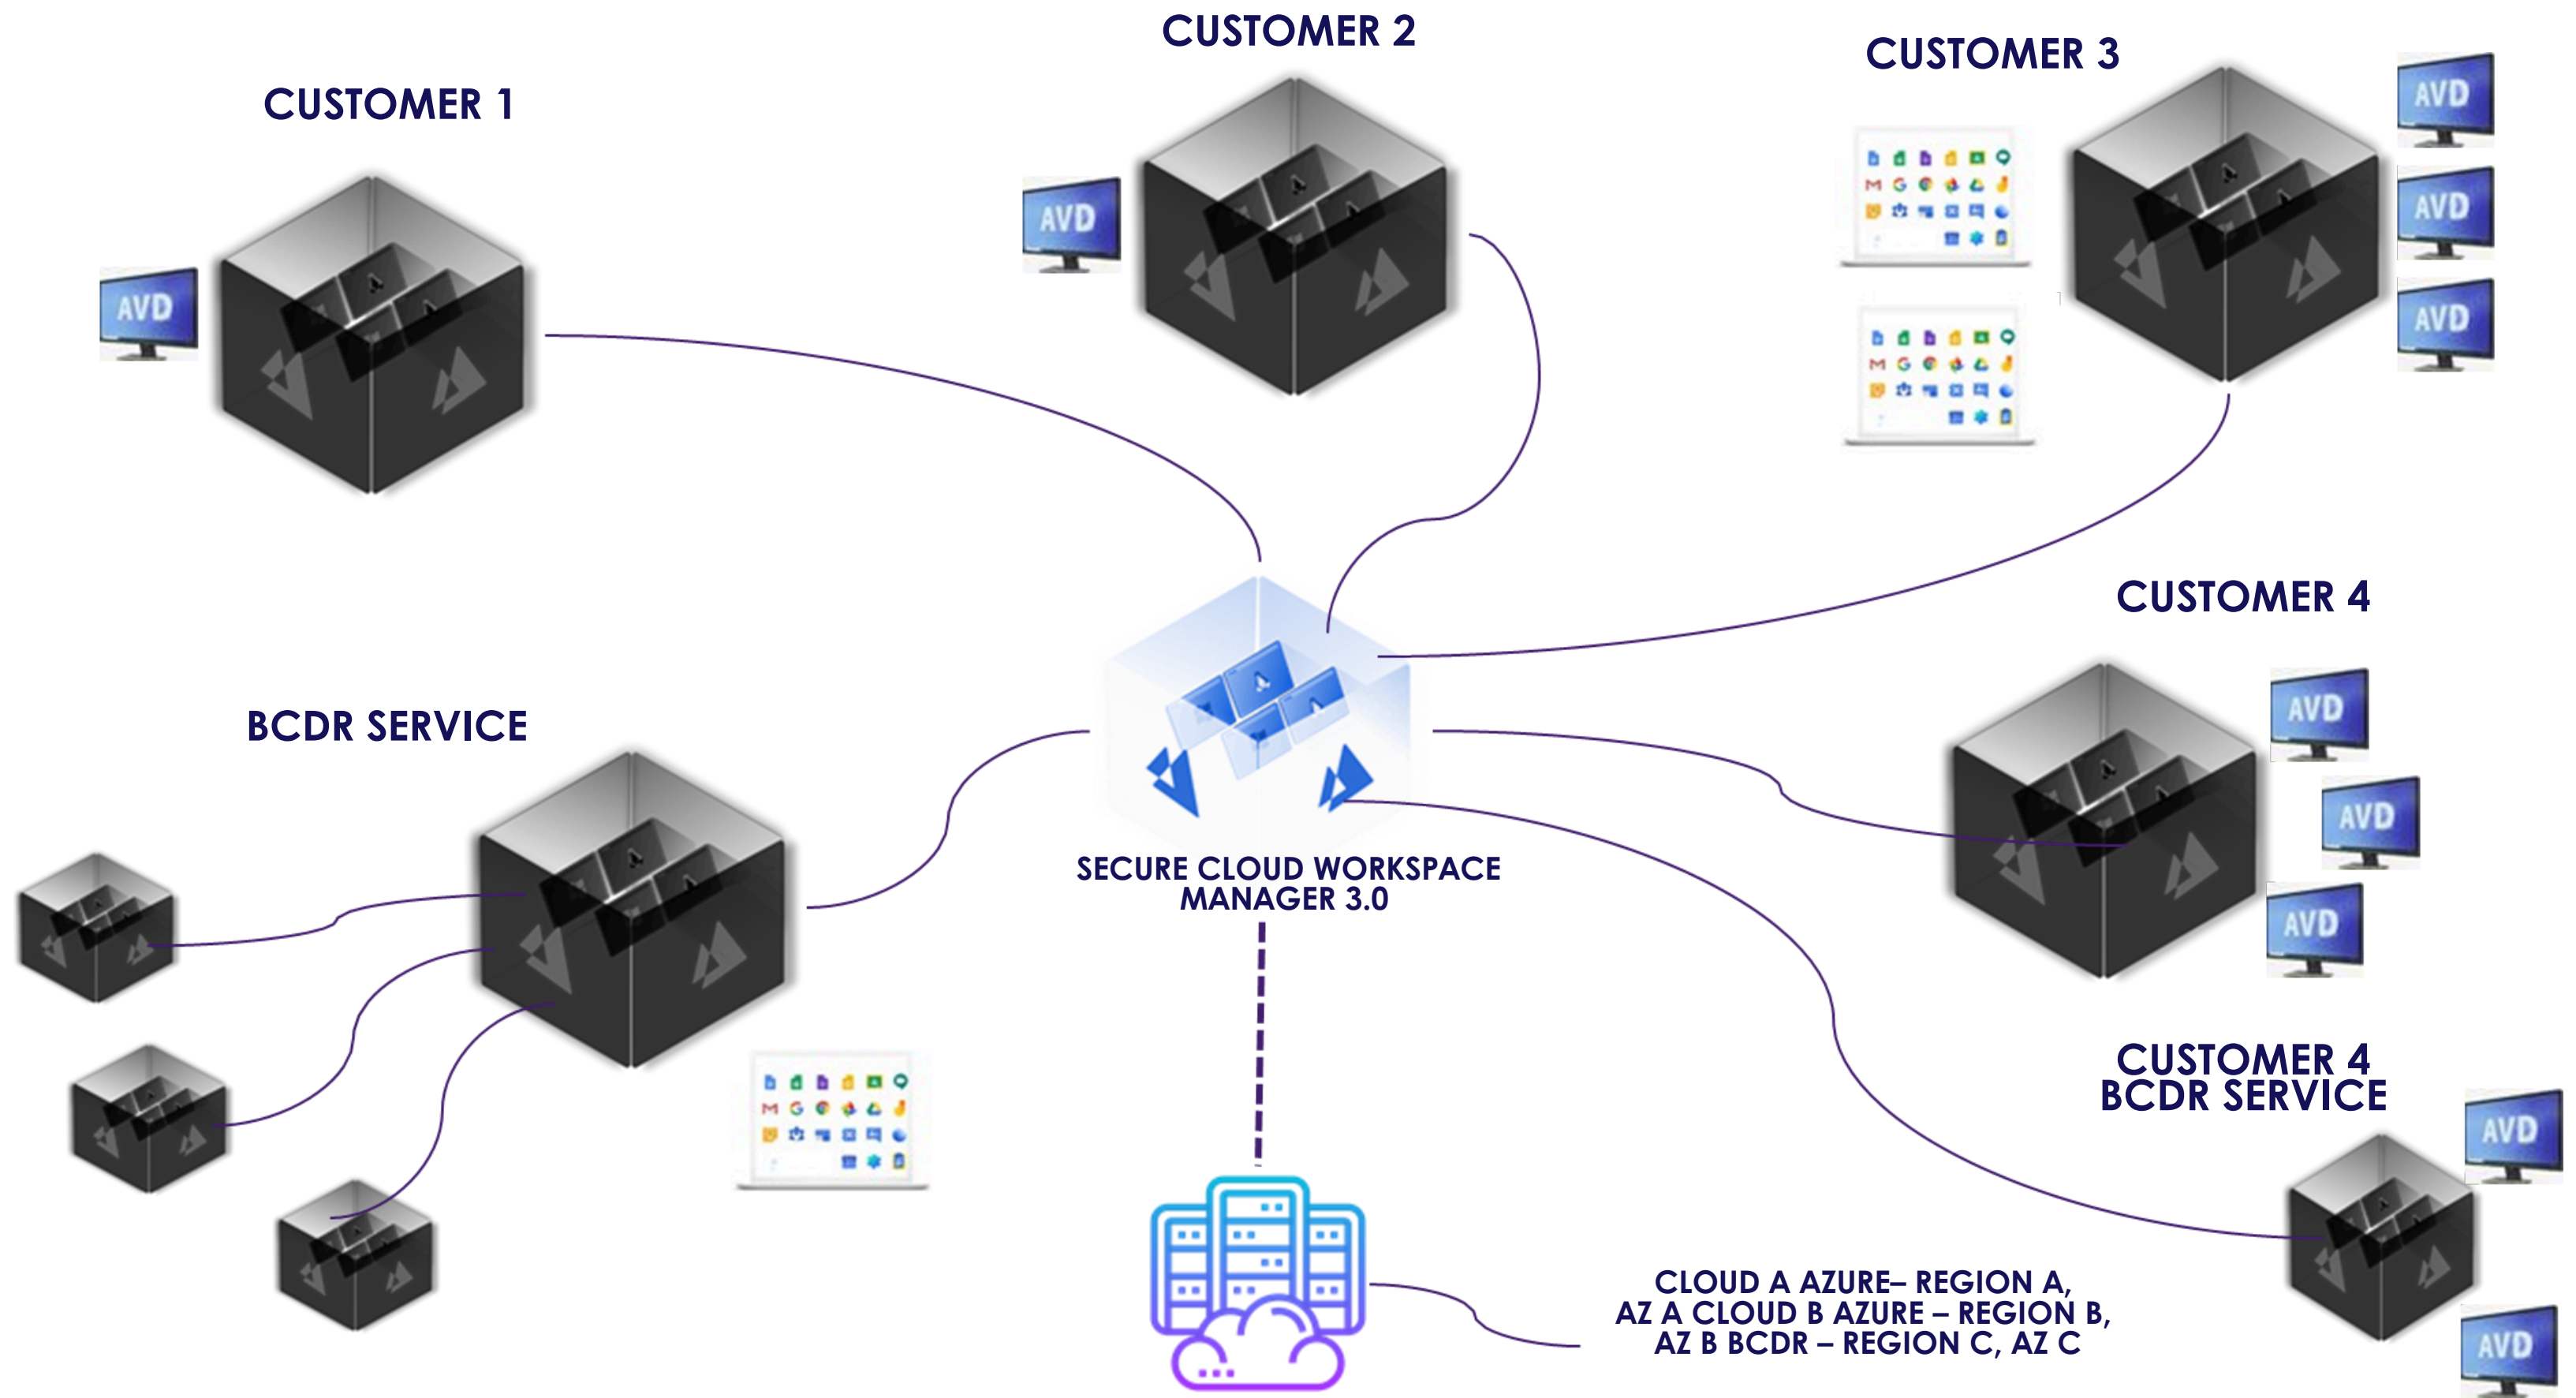 CUSTOMER 2
CUSTOMER 3
CUSTOMER 1
AVD
AVD
AVD
AVD
AVD
CUSTOMER 4
AVD
AVD
AVD
BCDR SERVICE
SECURE CLOUD WORKSPACE
MANAGER 3.0
CUSTOMER 4
BCDR SERVICE
AVD
AVD
CLOUD A AZURE– REGION A,
AZ A CLOUD B AZURE – REGION B,
AZ B BCDR – REGION C, AZ C